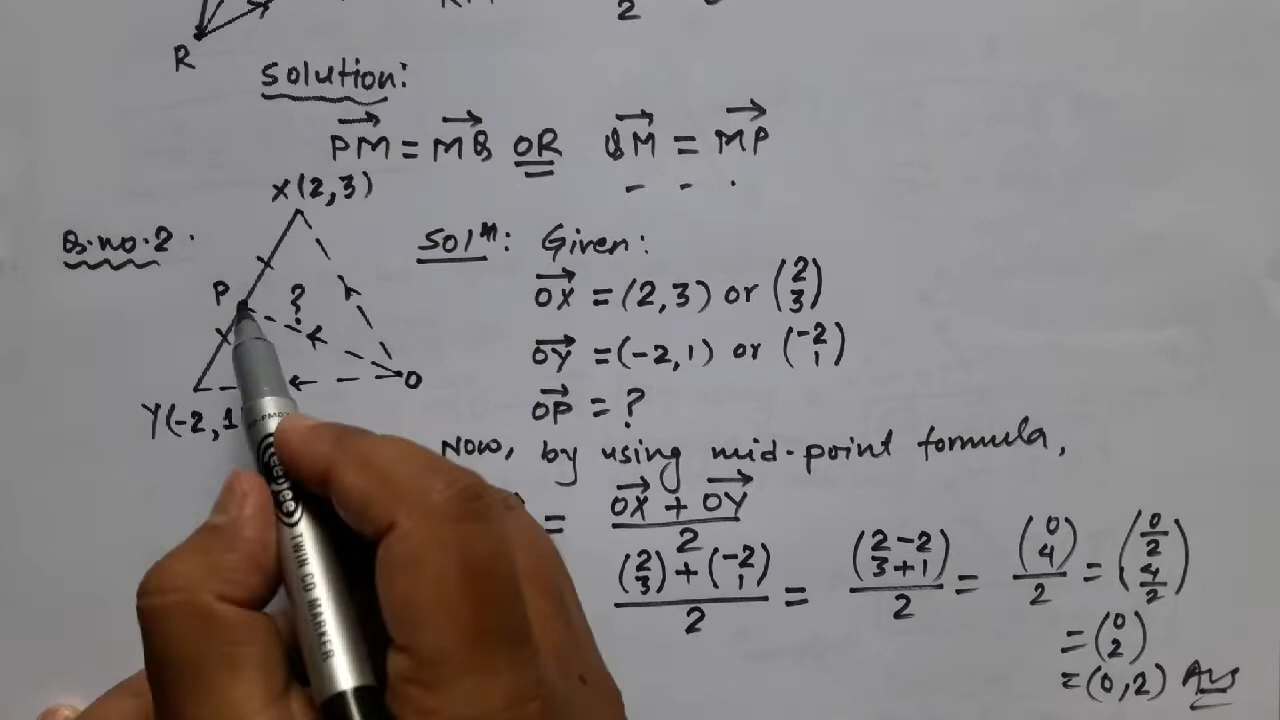 R
2
Solution:
PM = MQ OR QM = MP
X(2,3)
Q.no.2.
Solⁿ: Given:
OX = (2,3) or (2 3)
P
?
OY = (-2,1) or (-2 1)
O
OP = ?
Y(-2,1
Now, by using mid-point formula,
= OX + OY / 2
(2 3) + (-2 1) / 2 = (2-2 3+1) / 2 = (0 4) / 2 = (0/2 4/2)
= (0 2)
= (0,2) Ans
TWIN CD MARKER